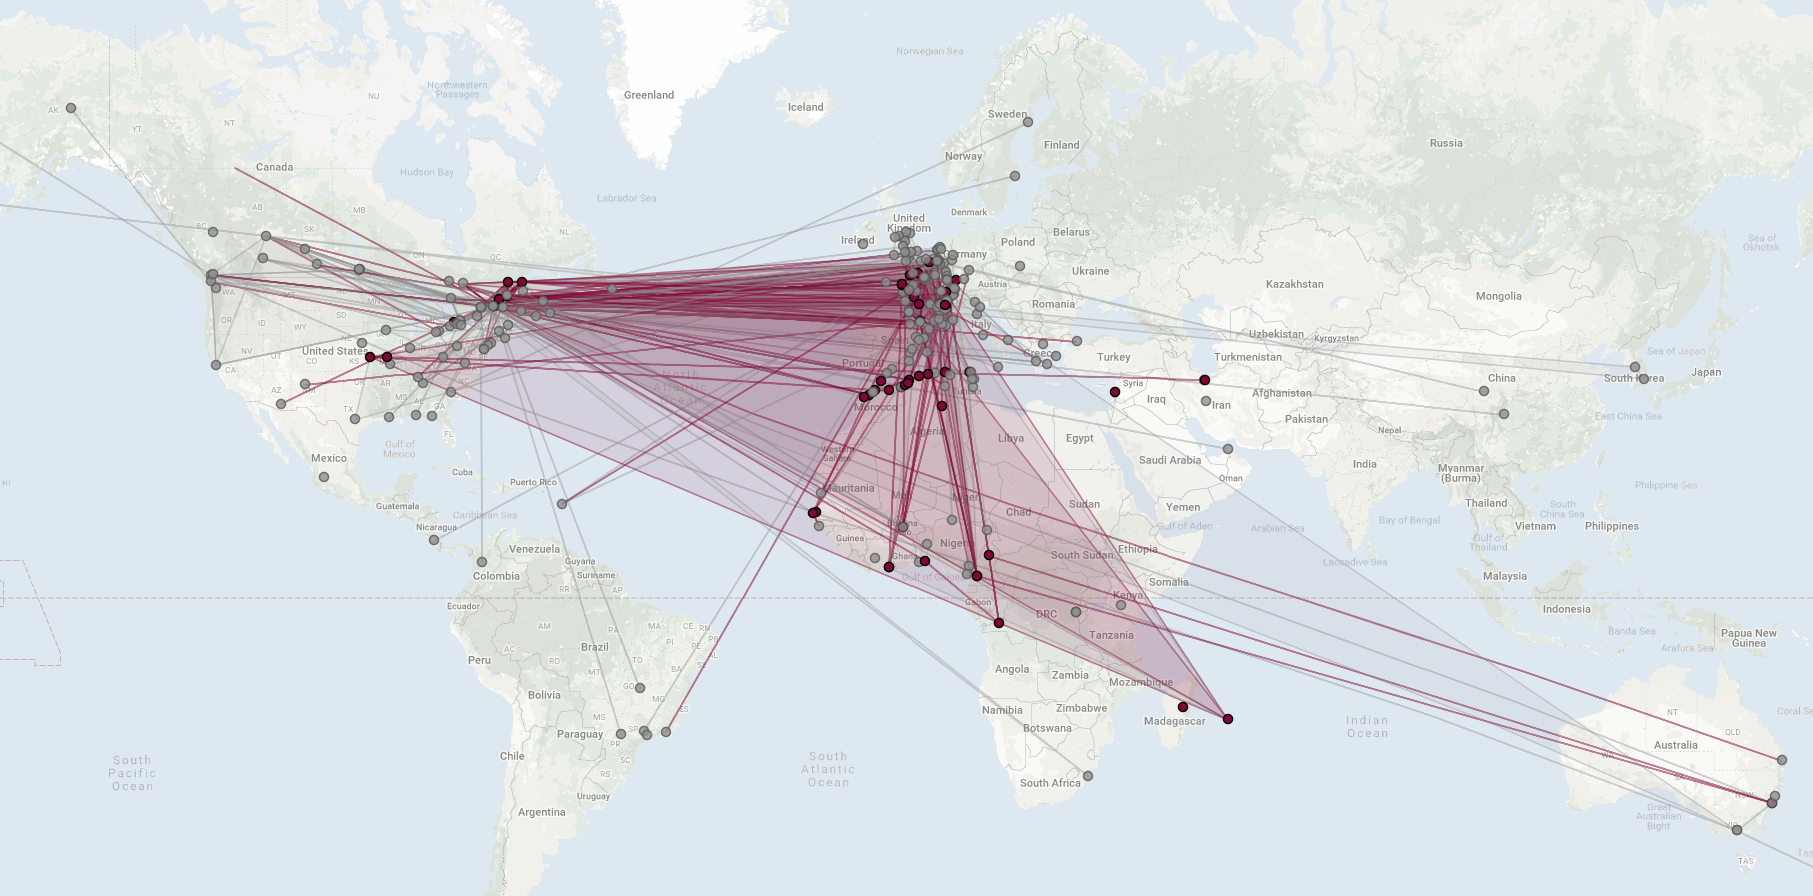 Norwegian Sea
Greenland
Iceland
Northwestern
Passages
NU
AK
YT
NT
Sweden
Finland
Norway
Russia
Canada
Hudson Bay
Labrador Sea
AB
MB
SK
BC
NL
ON
QC
United
Kingdom
Denmark
Ireland
Poland
Belarus
Germany
Ukraine
Austria
Romania
Italy
Kazakhstan
Mongolia
Sea of
Okhotsk
WA
MT
MN
OR
ID
WY
SD
NV
UT
CO
KS
CA
AZ
OK
AR
TX
MS
NC
FL
United States
Portugal
Spain
Greece
Turkey
Uzbekistan
Kyrgyzstan
Turkmenistan
Syria
Iraq
Iran
Afghanistan
Pakistan
China
South Korea
Sea of Japan
Japan
East China Sea
North
Atlantic
Ocean
Morocco
Tunisia
Algeria
Libya
Egypt
Western
Sahara
Saudi Arabia
Oman
Nepal
India
Myanmar
(Burma)
Thailand
Vietnam
Philippine Sea
South
China Sea
Philippines
HI
Gulf of
Mexico
Mexico
Cuba
Puerto Rico
Guatemala
Caribbean Sea
Nicaragua
Mauritania
Mali
Niger
Chad
Sudan
Yemen
Gulf of Aden
Arabian Sea
Bay of Bengal
Gulf of
Thailand
Laccadive Sea
Burkina
Faso
Guinea
Ghana
Nigeria
South Sudan
Ethiopia
Somalia
Gulf of Guinea
Venezuela
Guyana
Suriname
Colombia
Ecuador
RR
AP
Malaysia
Indonesia
Gabon
DRC
Kenya
Tanzania
AM
PA
MA
CE
RN
PB
PI
PE
AL
SE
AC
RO
TO
BA
MT
Brazil
Peru
GO
MG
ES
Bolivia
MS
SP
PR
SC
RS
Paraguay
Chile
Uruguay
Argentina
Banda Sea
Arafura Sea
Papua New
Guinea
Angola
Zambia
Mozambique
Namibia
Zimbabwe
Botswana
Madagascar
South Africa
Indian
Ocean
South
Pacific
Ocean
South
Atlantic
Ocean
NT
QLD
Coral Se
WA
Australia
SA
NSW
Great
Australian
Bight
VIC
TAS
Tas